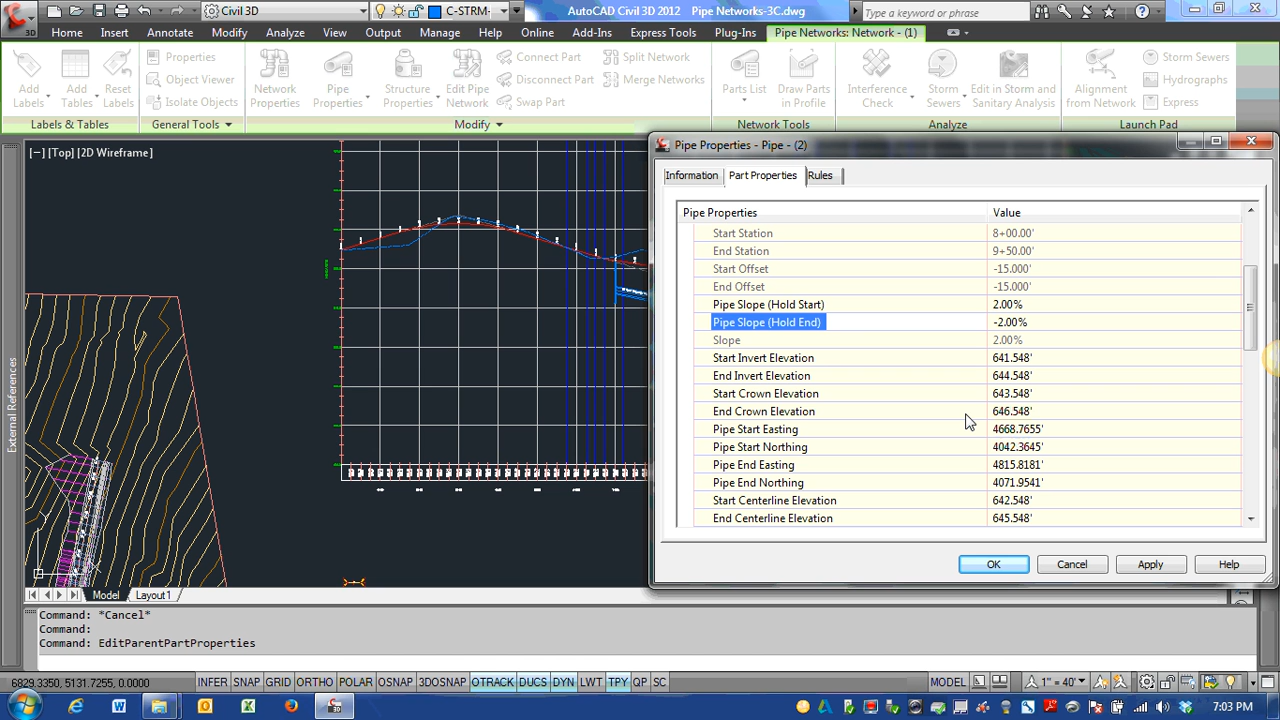 Civil 3D
C-STRM-
AutoCAD Civil 3D 2012 Pipe Networks-3C.dwg
Type a keyword or phrase
3D
Home Insert Annotate Modify Analyze View Output Manage Help Online Add-Ins Express Tools Plug-Ins Pipe Networks: Network - (1)
Add Labels
Add Tables
Reset Labels
Labels & Tables
Properties
Object Viewer
Isolate Objects
General Tools
Network Properties
Pipe Properties
Structure Properties
Edit Pipe Network
Connect Part
Disconnect Part
Swap Part
Split Network
Merge Networks
Modify
Parts List
Draw Parts in Profile
Network Tools
Interference Check
Storm Sewers
Edit in Storm and Sanitary Analysis
Analyze
Alignment from Network
Storm Sewers
Hydrographs
Express
Launch Pad
[−] [Top] [2D Wireframe]
External References
Pipe Properties - Pipe - (2)
Information Part Properties Rules
Pipe Properties Value
Start Station 8+00.00'
End Station 9+50.00'
Start Offset -15.000'
End Offset -15.000'
Pipe Slope (Hold Start) 2.00%
Pipe Slope (Hold End) -2.00%
Slope 2.00%
Start Invert Elevation 641.548'
End Invert Elevation 644.548'
Start Crown Elevation 643.548'
End Crown Elevation 646.548'
Pipe Start Easting 4668.7655'
Pipe Start Northing 4042.3645'
Pipe End Easting 4815.8181'
Pipe End Northing 4071.9541'
Start Centerline Elevation 642.548'
End Centerline Elevation 645.548'
OK Cancel Apply Help
Model Layout1
Command: *Cancel*
Command:
Command: EditParentPartProperties
6829.3350, 5131.7255, 0.0000 INFER SNAP GRID ORTHO POLAR OSNAP 3DOSNAP OTRACK DUCS DYN LWT TPY QP SC MODEL 1" = 40'
7:03 PM